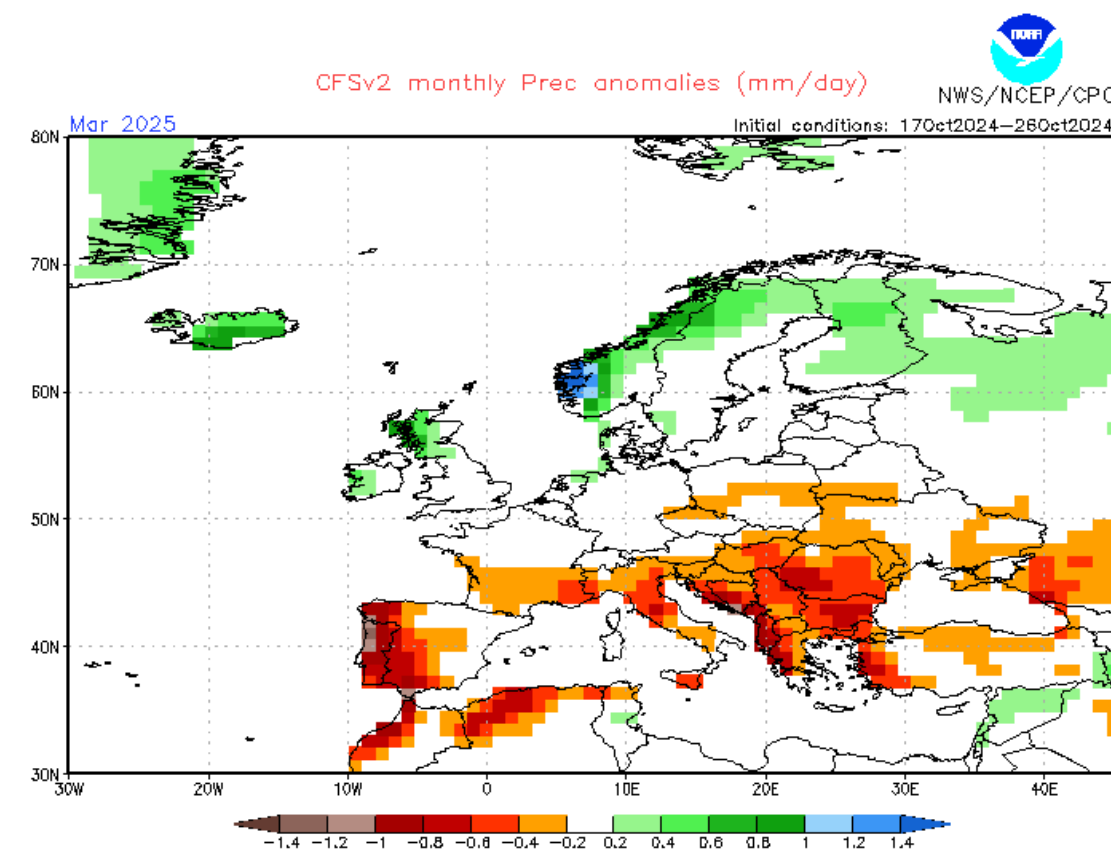 NOAA
CFSv2 monthly Prec anomalies (mm/day)
NWS/NCEP/CPC
Mar 2025
Initial conditions: 17Oct2024–26Oct2024
80N
70N
60N
50N
40N
30N
30W 20W 10W 0 10E 20E 30E 40E
-1.4 -1.2 -1 -0.8 -0.6 -0.4 -0.2 0.2 0.4 0.6 0.8 1 1.2 1.4